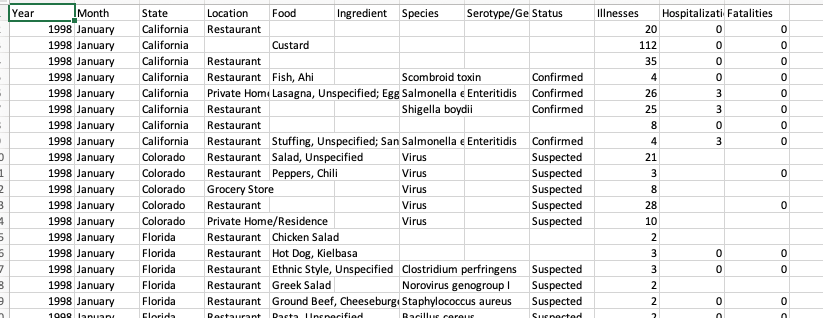 Year Month State Location Food Ingredient Species Serotype/Ge Status Illnesses Hospitalizati Fatalities
1998 January California Restaurant 20 0 0
1998 January California Custard 112 0 0
1998 January California Restaurant 35 0 0
1998 January California Restaurant Fish, Ahi Scombroid toxin Confirmed 4 0 0
1998 January California Private Home Lasagna, Unspecified; Egg Salmonella e Enteritidis Confirmed 26 3 0
1998 January California Restaurant Shigella boydii Confirmed 25 3 0
1998 January California Restaurant 8 0 0
1998 January California Restaurant Stuffing, Unspecified; San Salmonella e Enteritidis Confirmed 4 3 0
1998 January Colorado Restaurant Salad, Unspecified Virus Suspected 21
1998 January Colorado Restaurant Peppers, Chili Virus Suspected 3 0
1998 January Colorado Grocery Store Virus Suspected 8
1998 January Colorado Restaurant Virus Suspected 28 0
1998 January Colorado Private Home/Residence Virus Suspected 10
1998 January Florida Restaurant Chicken Salad 2
1998 January Florida Restaurant Hot Dog, Kielbasa 3 0 0
1998 January Florida Restaurant Ethnic Style, Unspecified Clostridium perfringens Suspected 3 0 0
1998 January Florida Restaurant Greek Salad Norovirus genogroup I Suspected 2
1998 January Florida Restaurant Ground Beef, Cheeseburge Staphylococcus aureus Suspected 2 0 0
1998 January Florida Restaurant Pasta, Unspecified Bacillus cereus Suspected 2 0 0